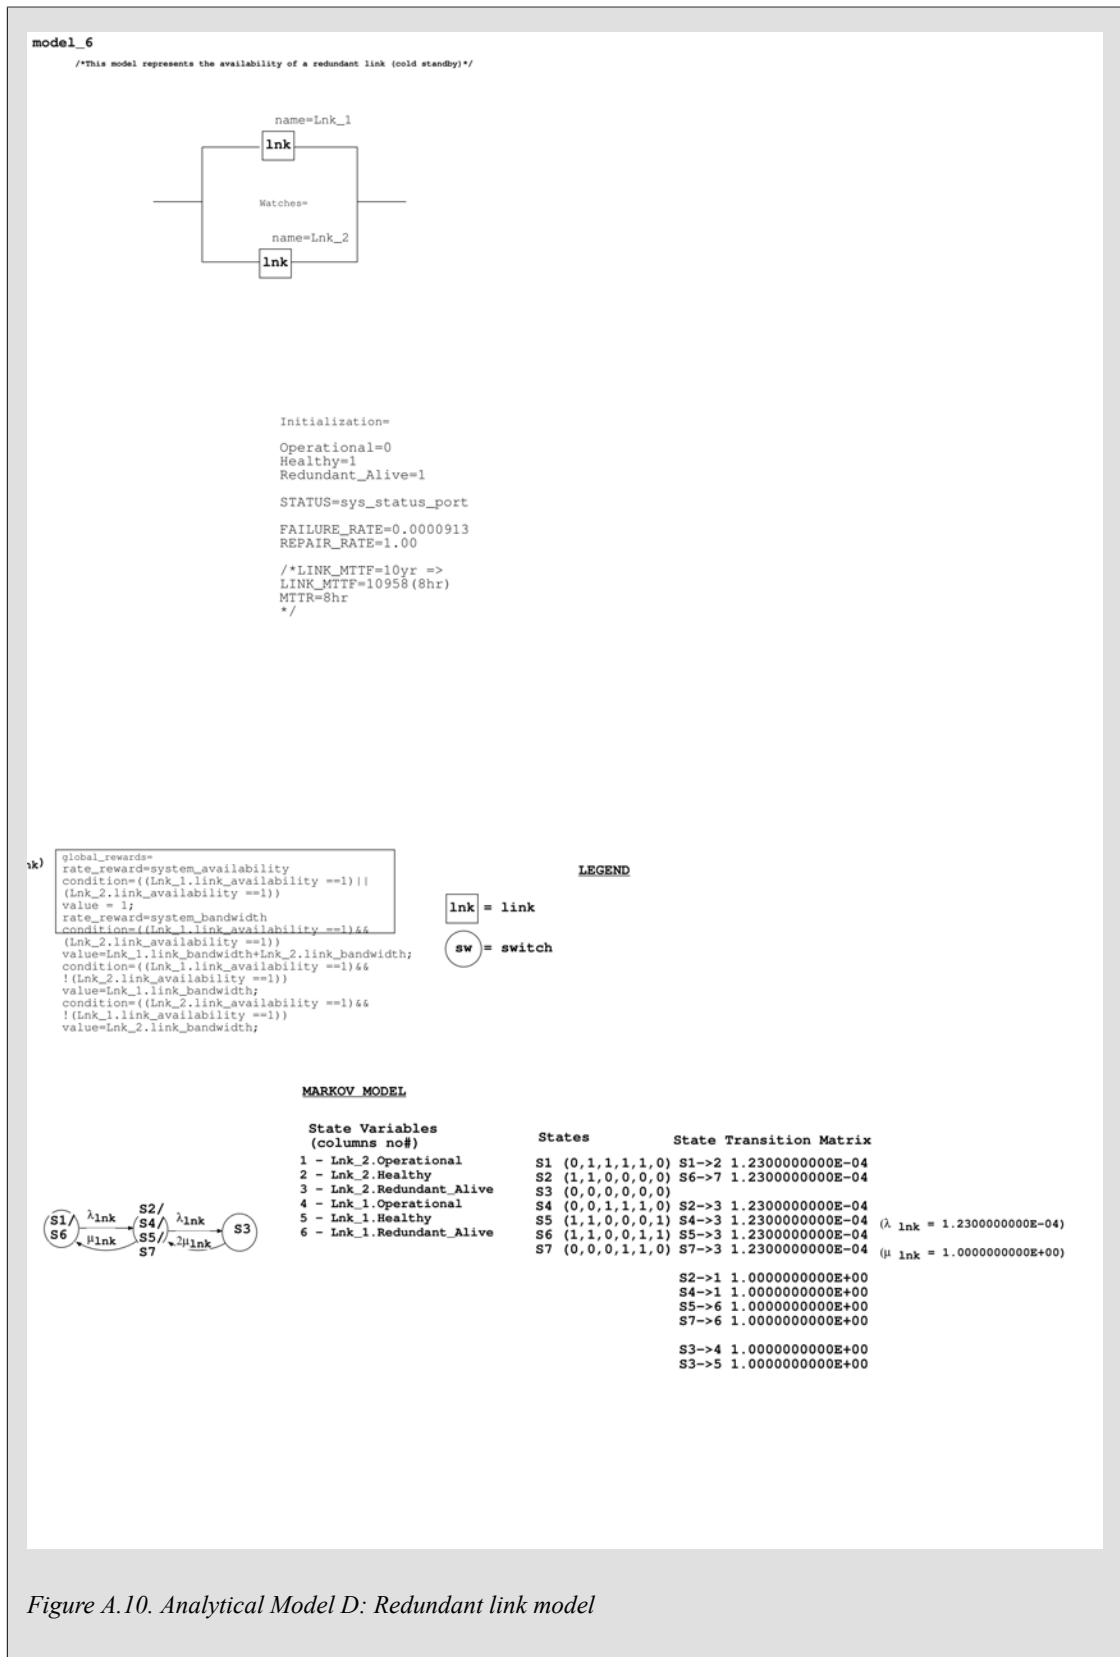 model_6
/*This model represents the availability of a redundant link (cold standby)*/
name=Lnk_1
lnk
Watches=
name=Lnk_2
lnk
Initialization=
Operational=0
Healthy=1
Redundant_Alive=1
STATUS=sys_status_port
FAILURE_RATE=0.0000913
REPAIR_RATE=1.00
/*LINK_MTTF=10yr =>
LINK_MTTF=10958(8hr)
MTTR=8hr
*/
nk)
global_rewards=
rate_reward=system_availability
condition=((Lnk_1.link_availability ==1)||
(Lnk_2.link_availability ==1))
value = 1;
rate_reward=system_bandwidth
condition=((Lnk_1.link_availability ==1)&&
(Lnk_2.link_availability ==1))
value=Lnk_1.link_bandwidth+Lnk_2.link_bandwidth;
condition=((Lnk_1.link_availability ==1)&&
!(Lnk_2.link_availability ==1))
value=Lnk_1.link_bandwidth;
condition=((Lnk_2.link_availability ==1)&&
!(Lnk_1.link_availability ==1))
value=Lnk_2.link_bandwidth;
LEGEND
lnk = link
sw = switch
MARKOV MODEL
S1/
S6
λlnk
μlnk
S2/
S4/
S5/
S7
λlnk
2μlnk
S3
State Variables
(columns no#)
1 - Lnk_2.Operational
2 - Lnk_2.Healthy
3 - Lnk_2.Redundant_Alive
4 - Lnk_1.Operational
5 - Lnk_1.Healthy
6 - Lnk_1.Redundant_Alive
States
S1 (0,1,1,1,1,0)
S2 (1,1,0,0,0,0)
S3 (0,0,0,0,0,0)
S4 (0,0,1,1,1,0)
S5 (1,1,0,0,0,1)
S6 (1,1,0,0,1,1)
S7 (0,0,0,1,1,0)
State Transition Matrix
S1->2 1.2300000000E-04
S6->7 1.2300000000E-04
S2->3 1.2300000000E-04
S4->3 1.2300000000E-04
S5->3 1.2300000000E-04
S7->3 1.2300000000E-04
S2->1 1.0000000000E+00
S4->1 1.0000000000E+00
S5->6 1.0000000000E+00
S7->6 1.0000000000E+00
S3->4 1.0000000000E+00
S3->5 1.0000000000E+00
(λ lnk = 1.2300000000E-04)
(μ lnk = 1.0000000000E+00)
Figure A.10. Analytical Model D: Redundant link model